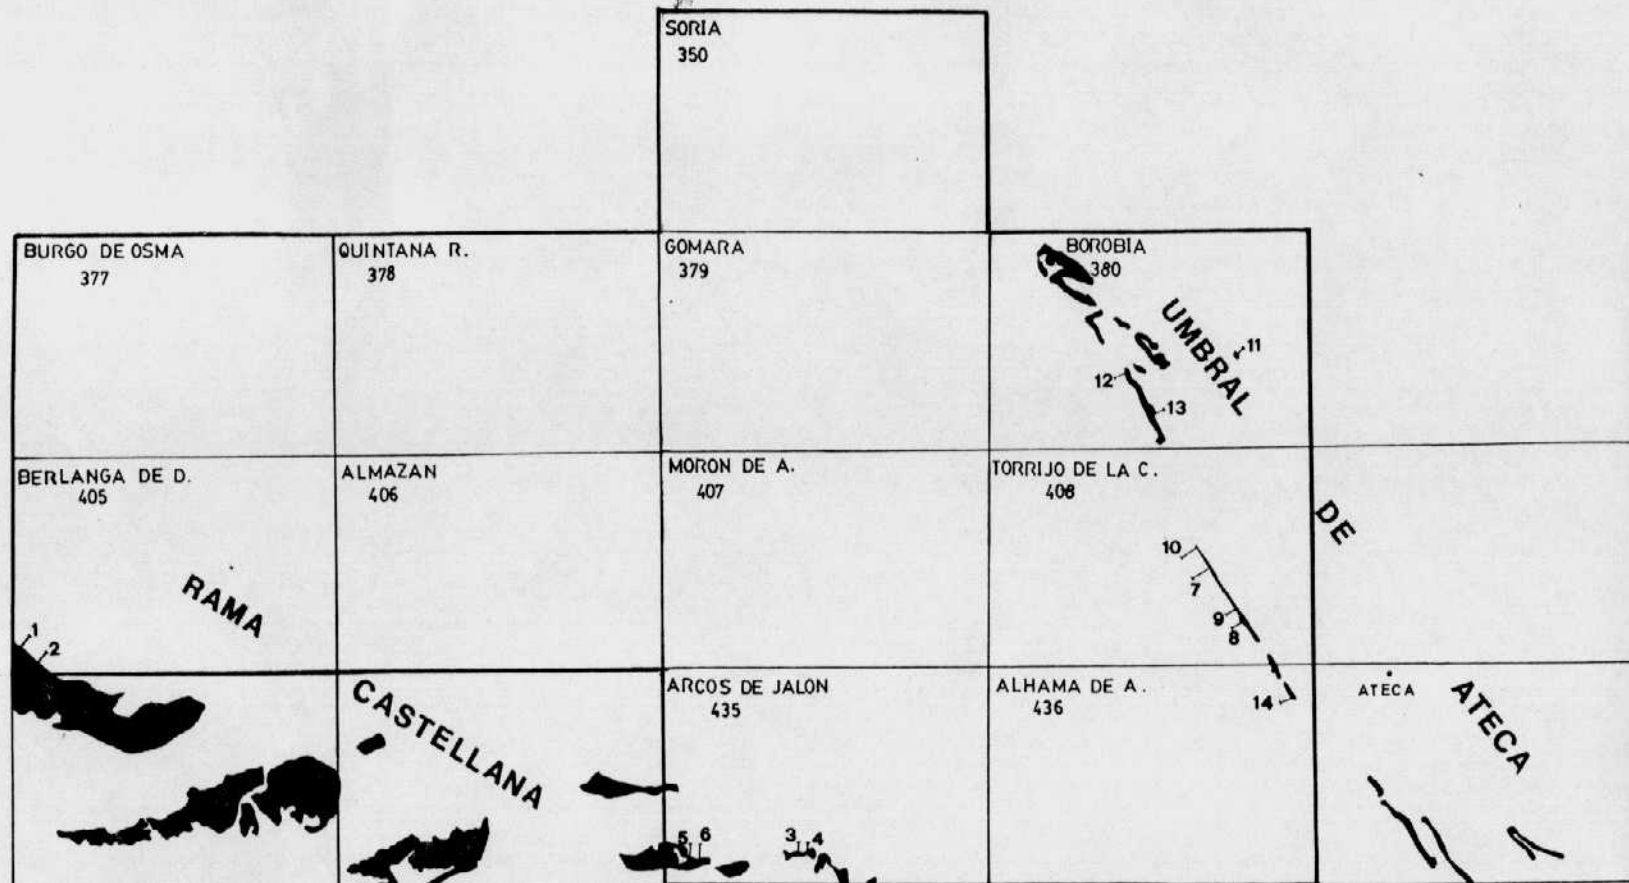 SORIA
350
BURGO DE OSMA
377
QUINTANA R.
378
GOMARA
379
BOROBIA
380
UMBRAL
11
12
13
BERLANGA DE D.
405
ALMAZAN
406
MORON DE A.
407
TORRIJO DE LA C.
408
DE
10
7
9
8
RAMA
1
2
CASTELLANA
ARCOS DE JALON
435
ALHAMA DE A.
436
14
ATECA
ATECA
5 6
3 4